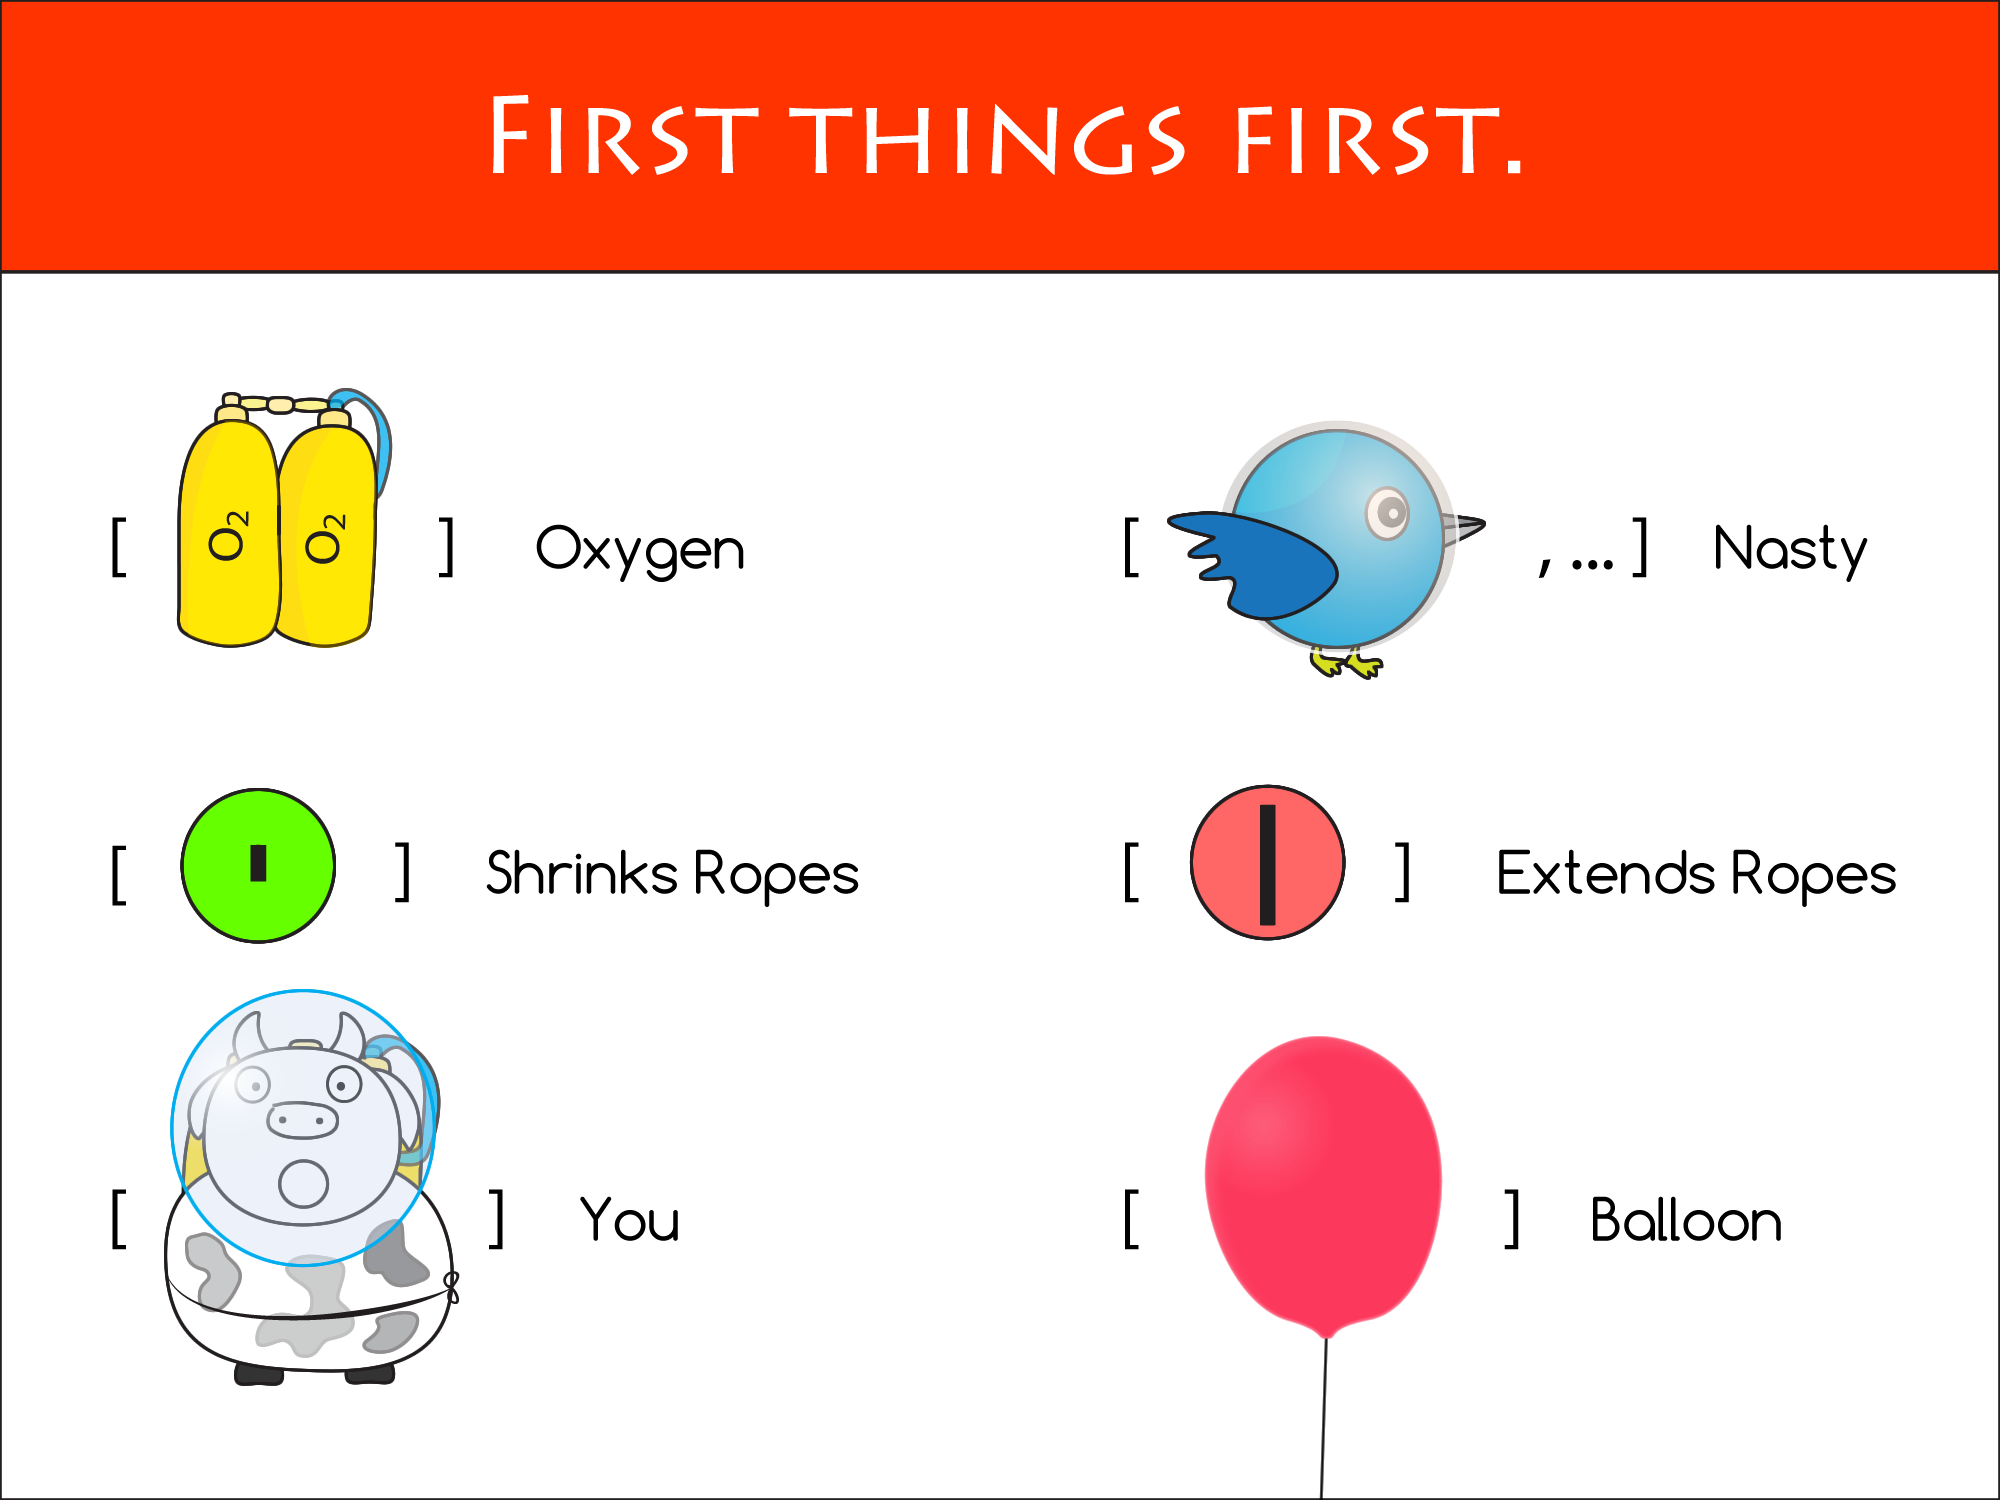 First things first.
O2 O2
[ ] Oxygen
[ , ... ] Nasty
[ ] Shrinks Ropes
[ ] Extends Ropes
[ ] You
[ ] Balloon